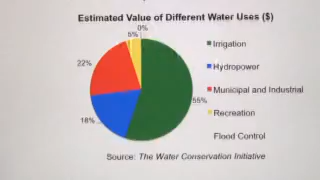 Estimated Value of Different Water Uses ($)
0%
5%
22%
18%
55%
Irrigation
Hydropower
Municipal and Industrial
Recreation
Flood Control
Source: The Water Conservation Initiative